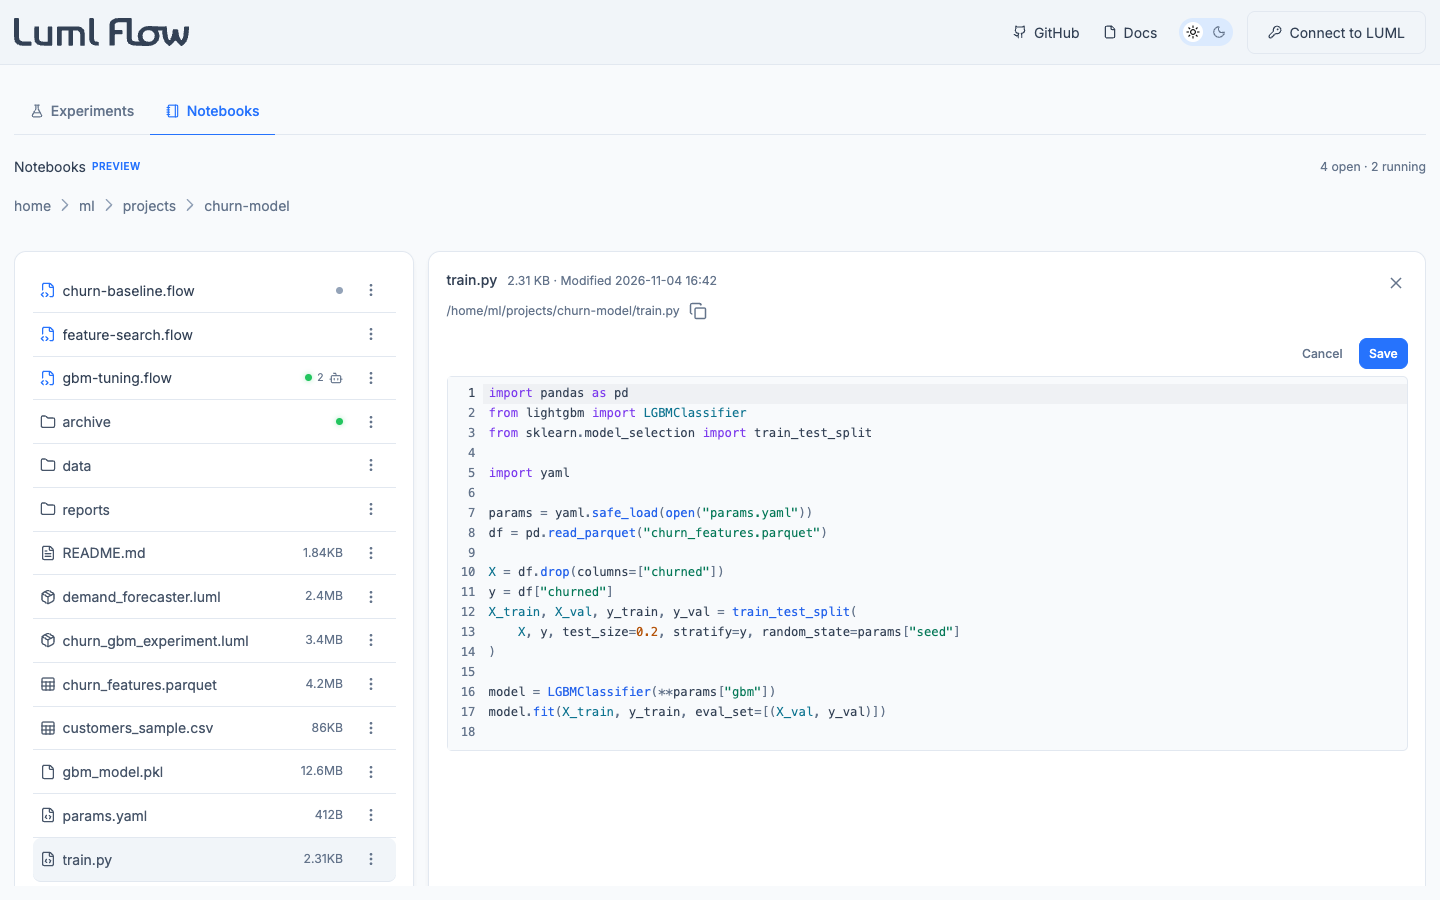 Luml Flow
GitHub
Docs
Connect to LUML
Experiments
Notebooks
Notebooks PREVIEW
4 open · 2 running
home > ml > projects > churn-model
churn-baseline.flow
feature-search.flow
gbm-tuning.flow 2
archive
data
reports
README.md 1.84KB
demand_forecaster.luml 2.4MB
churn_gbm_experiment.luml 3.4MB
churn_features.parquet 4.2MB
customers_sample.csv 86KB
gbm_model.pkl 12.6MB
params.yaml 412B
train.py 2.31KB
train.py 2.31 KB · Modified 2026-11-04 16:42
/home/ml/projects/churn-model/train.py
Cancel
Save
1 import pandas as pd
2 from lightgbm import LGBMClassifier
3 from sklearn.model_selection import train_test_split
4
5 import yaml
6
7 params = yaml.safe_load(open("params.yaml"))
8 df = pd.read_parquet("churn_features.parquet")
9
10 X = df.drop(columns=["churned"])
11 y = df["churned"]
12 X_train, X_val, y_train, y_val = train_test_split(
13     X, y, test_size=0.2, stratify=y, random_state=params["seed"]
14 )
15
16 model = LGBMClassifier(**params["gbm"])
17 model.fit(X_train, y_train, eval_set=[(X_val, y_val)])
18